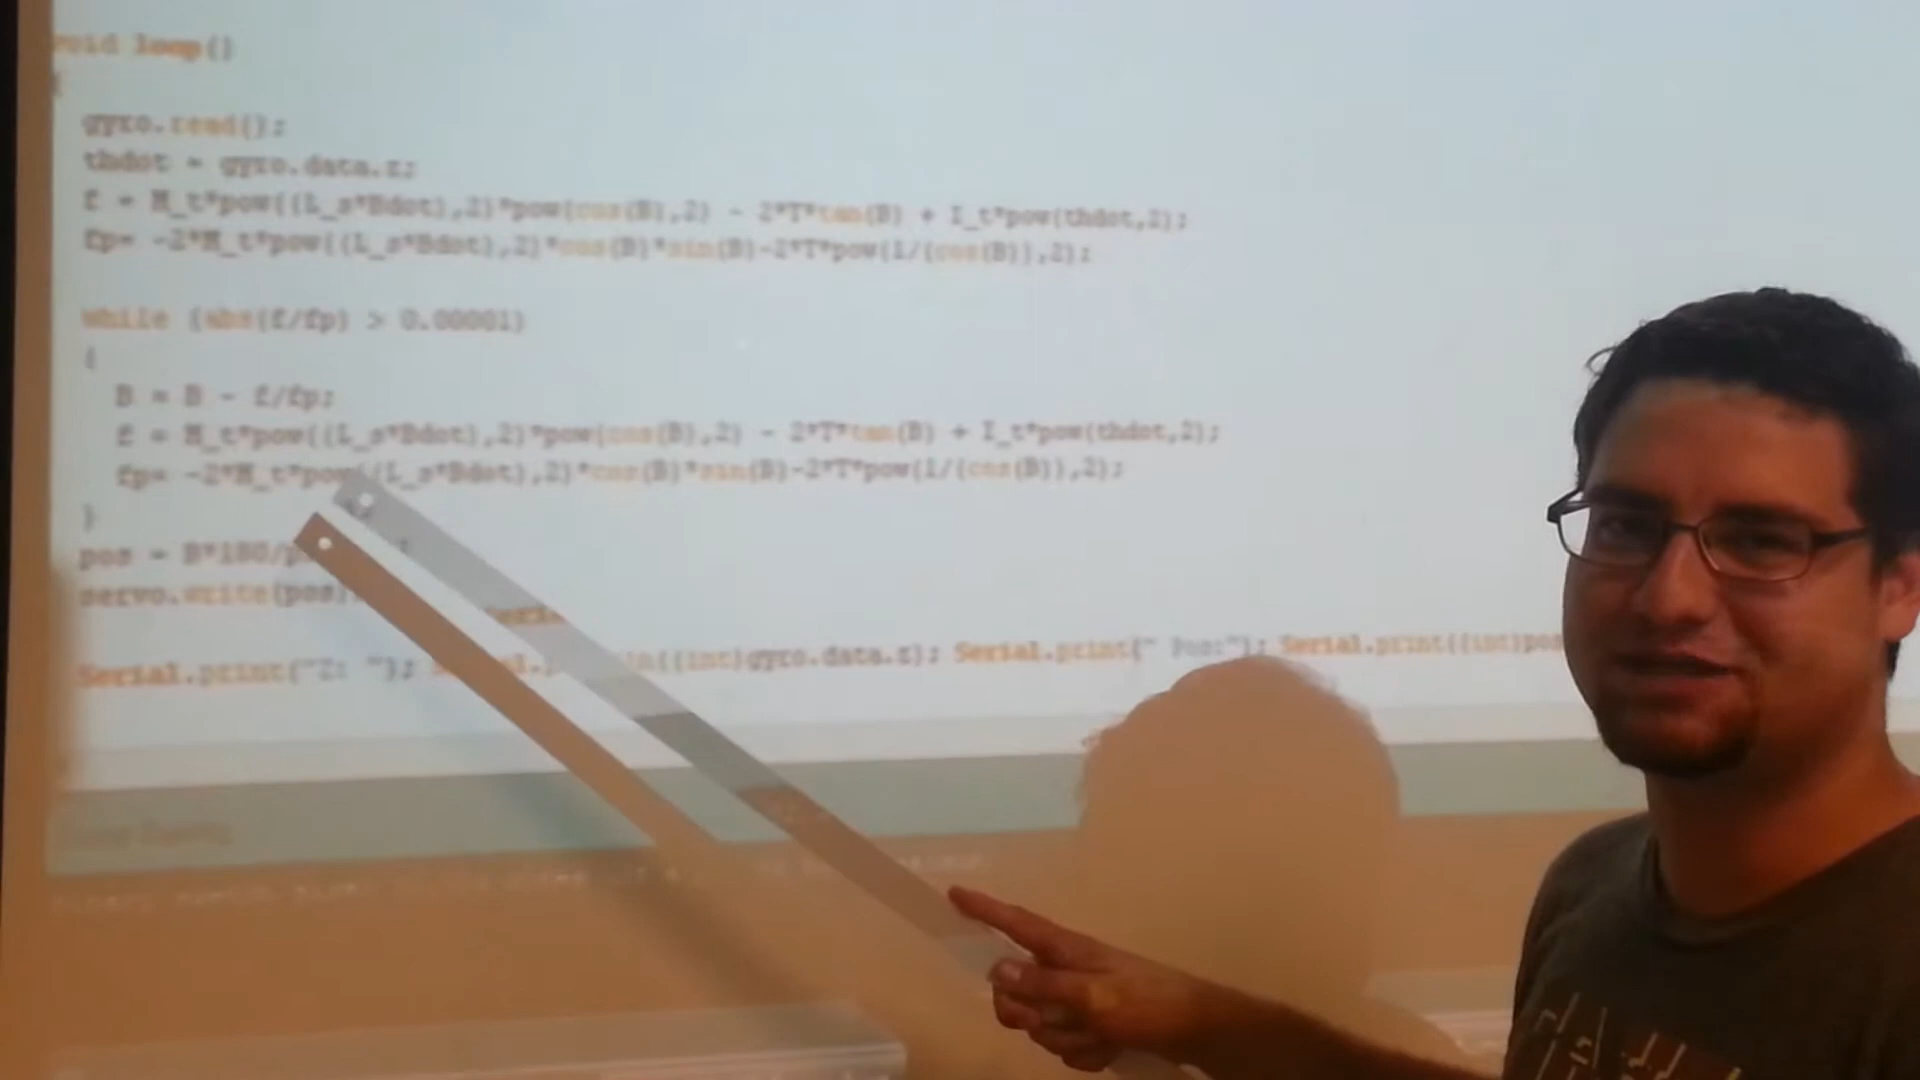 void loop()
{
gyro.read();
thdot = gyro.data.z;
f = M_t*pow((L_s*Bdot),2)*pow(cos(B),2) - 2*T*tan(B) + I_t*pow(thdot,2);
fp= -2*M_t*pow((L_s*Bdot),2)*cos(B)*sin(B)-2*T*pow(1/(cos(B)),2);
while (abs(f/fp) > 0.00001)
{
B = B - f/fp;
f = M_t*pow((L_s*Bdot),2)*pow(cos(B),2) - 2*T*tan(B) + I_t*pow(thdot,2);
fp= -2*M_t*pow((L_s*Bdot),2)*cos(B)*sin(B)-2*T*pow(1/(cos(B)),2);
}
pos = B*180/p
servo.write(pos)
Serial.print("Z: "); ((int)gyro.data.z); Serial.print(" Pos:"); Serial.print((int)pos